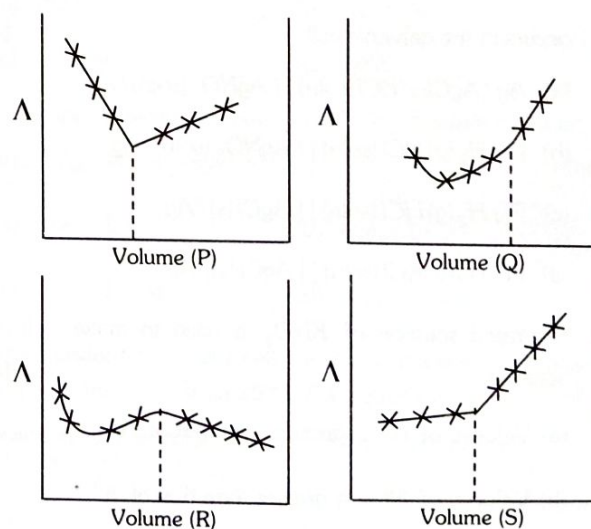 Λ
Volume (P)
Λ
Volume (Q)
Λ
Volume (R)
Λ
Volume (S)